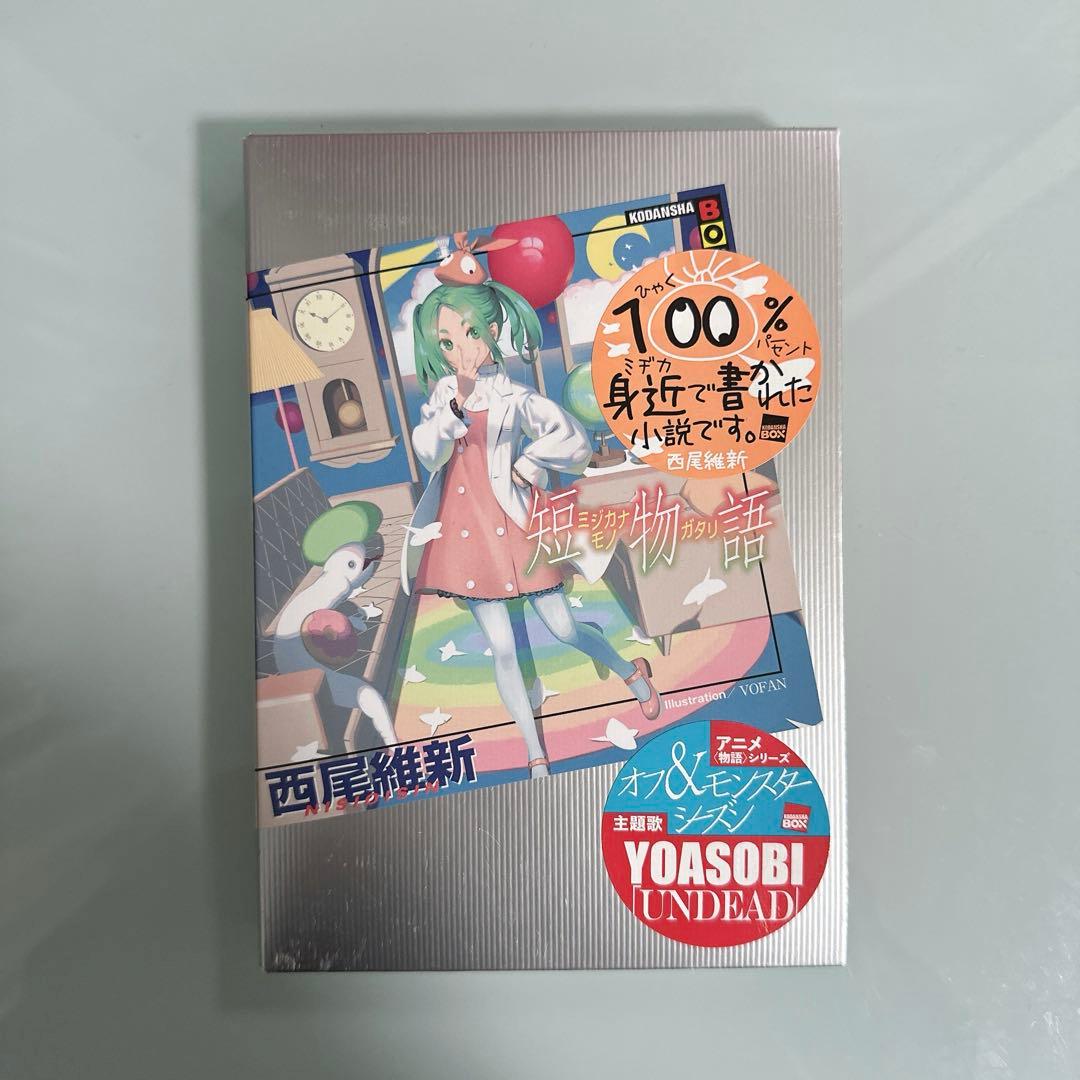 KODANSHA
BO
ひゃく
100%
パーセント
ミヂカ
身近で書かれた
小説です。
KODANSHA
BOX
西尾維新
短物語
ミジカナ
モノ
ガタリ
Illustration/VOFAN
西尾維新
NISIOISIN
アニメ
〈物語〉シリーズ
オフ&モンスター
シーズン
主題歌
KODANSHA
BOX
YOASOBI
「UNDEAD」